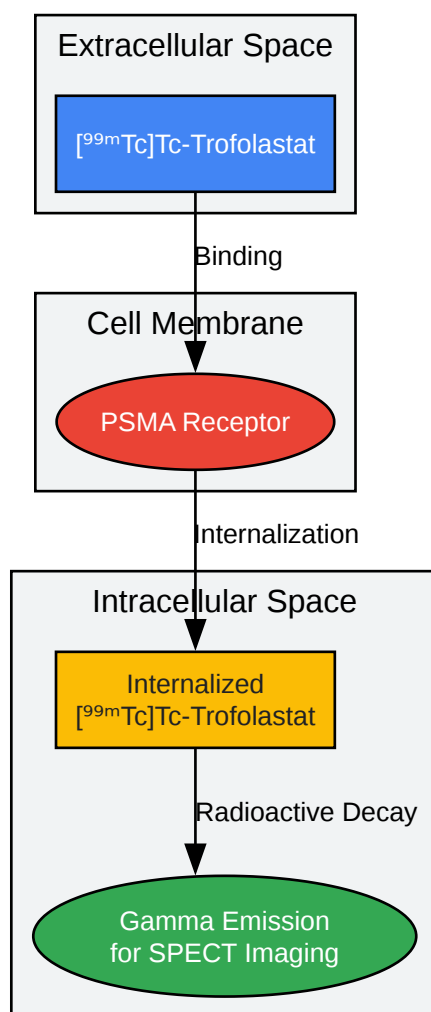 Extracellular Space
[⁹⁹ᵐTc]Tc-Trofolastat
Binding
Cell Membrane
PSMA Receptor
Internalization
Intracellular Space
Internalized
[⁹⁹ᵐTc]Tc-Trofolastat
Radioactive Decay
Gamma Emission
for SPECT Imaging